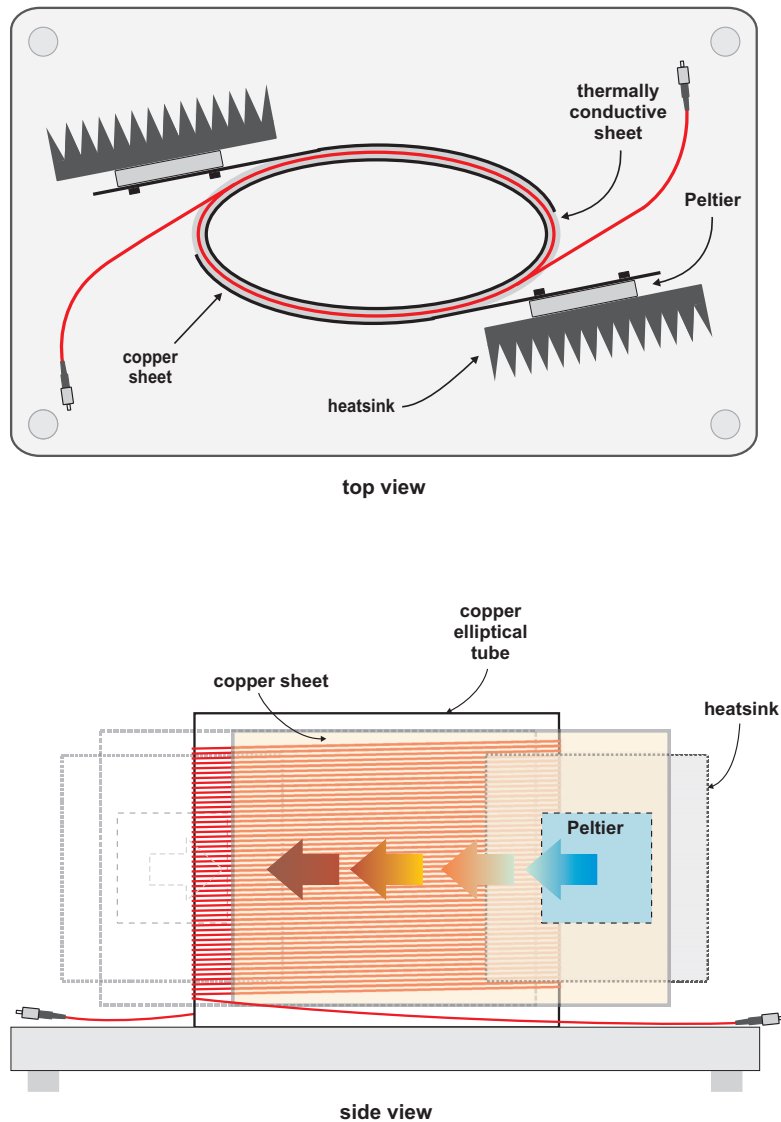 thermally
conductive
sheet
Peltier
copper
sheet
heatsink
top view
copper
elliptical
tube
copper sheet
heatsink
Peltier
side view